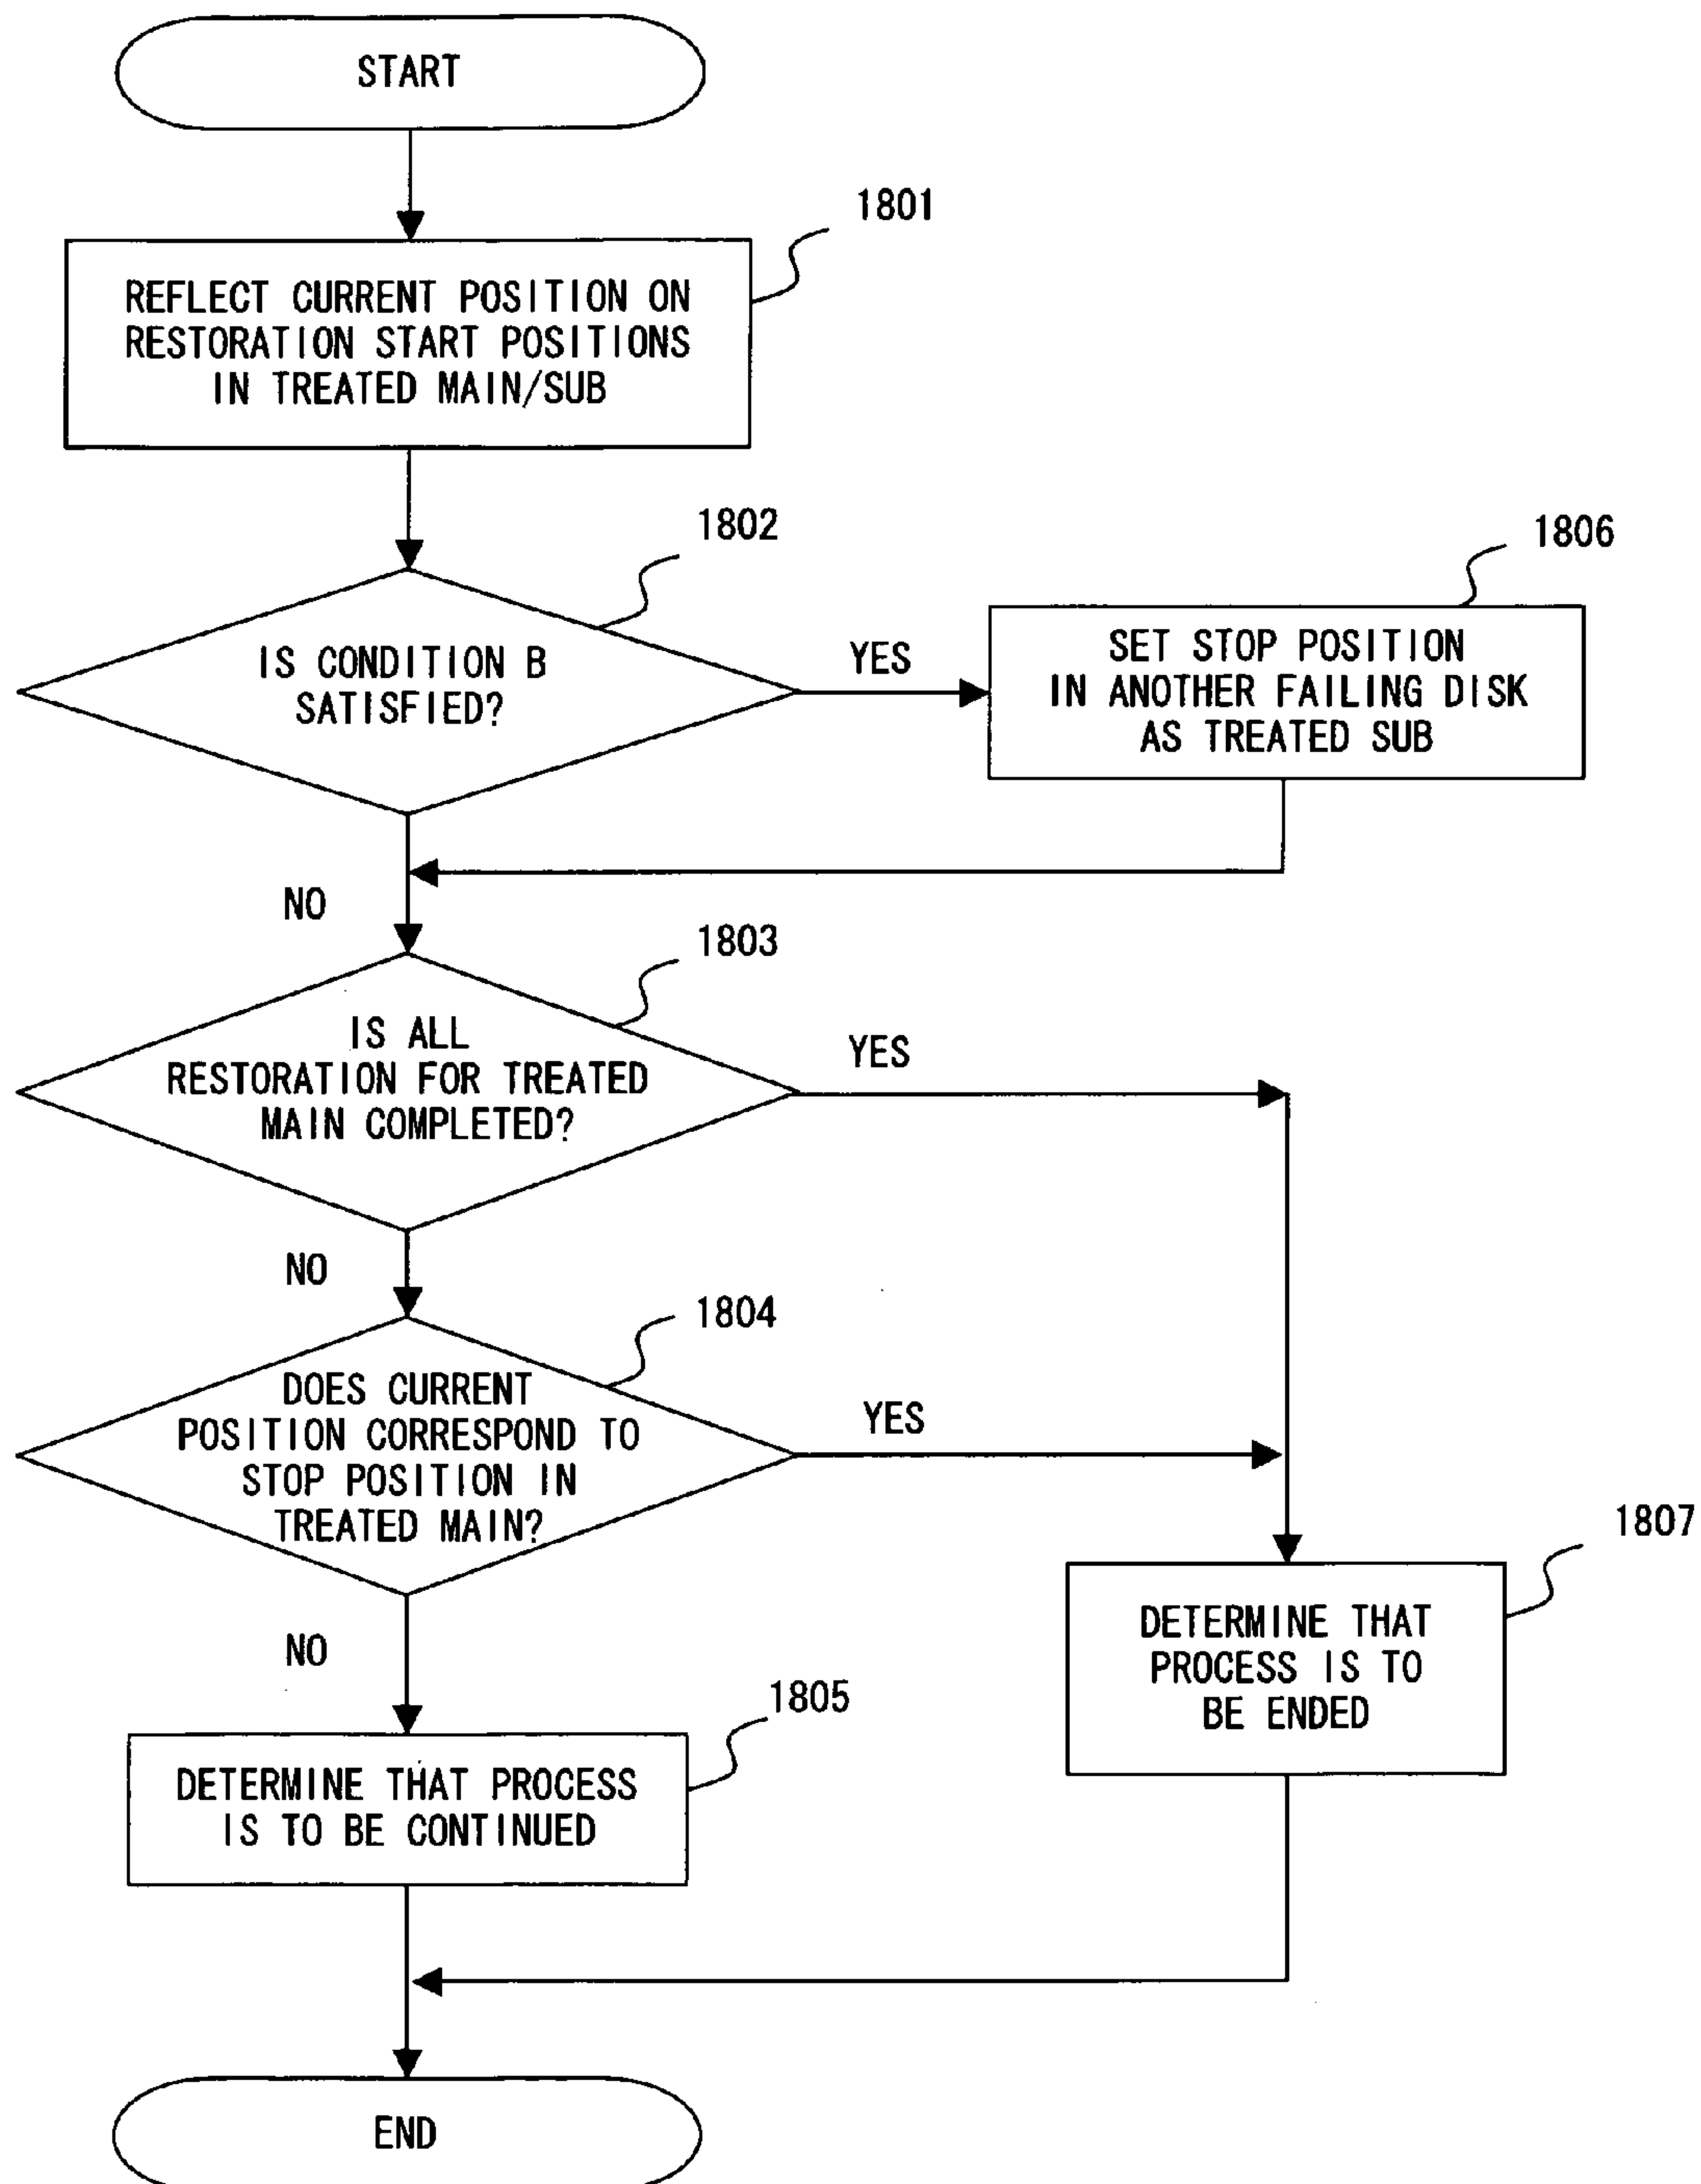 START
1801
REFLECT CURRENT POSITION ON
RESTORATION START POSITIONS
IN TREATED MAIN/SUB
1802
IS CONDITION B
SATISFIED?
YES
1806
SET STOP POSITION
IN ANOTHER FAILING DISK
AS TREATED SUB
NO
1803
IS ALL
RESTORATION FOR TREATED
MAIN COMPLETED?
YES
NO
1804
DOES CURRENT
POSITION CORRESPOND TO
STOP POSITION IN
TREATED MAIN?
YES
1807
DETERMINE THAT
PROCESS IS TO
BE ENDED
NO
1805
DETERMINE THAT PROCESS
IS TO BE CONTINUED
END